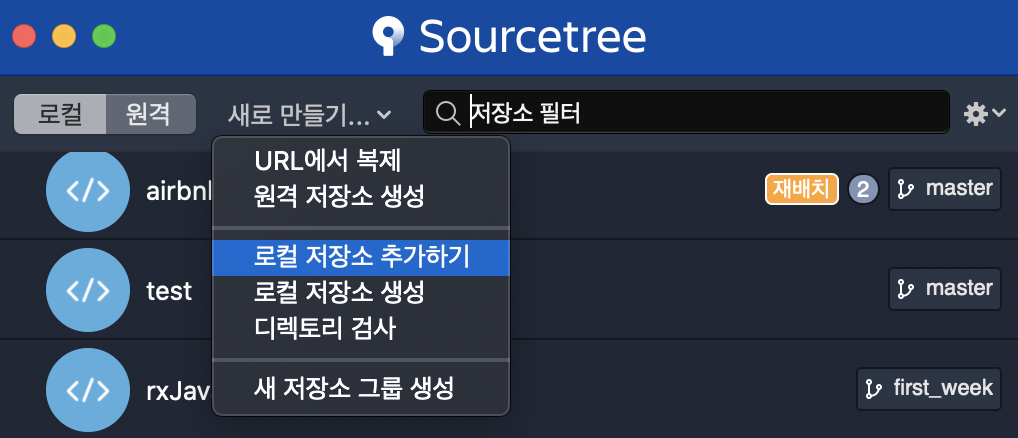 Sourcetree
로컬 원격 새로 만들기... 저장소 필터
URL에서 복제
원격 저장소 생성
airbn 재배치 2 master
로컬 저장소 추가하기
로컬 저장소 생성
test master
디렉토리 검사
새 저장소 그룹 생성
rxJav first_week